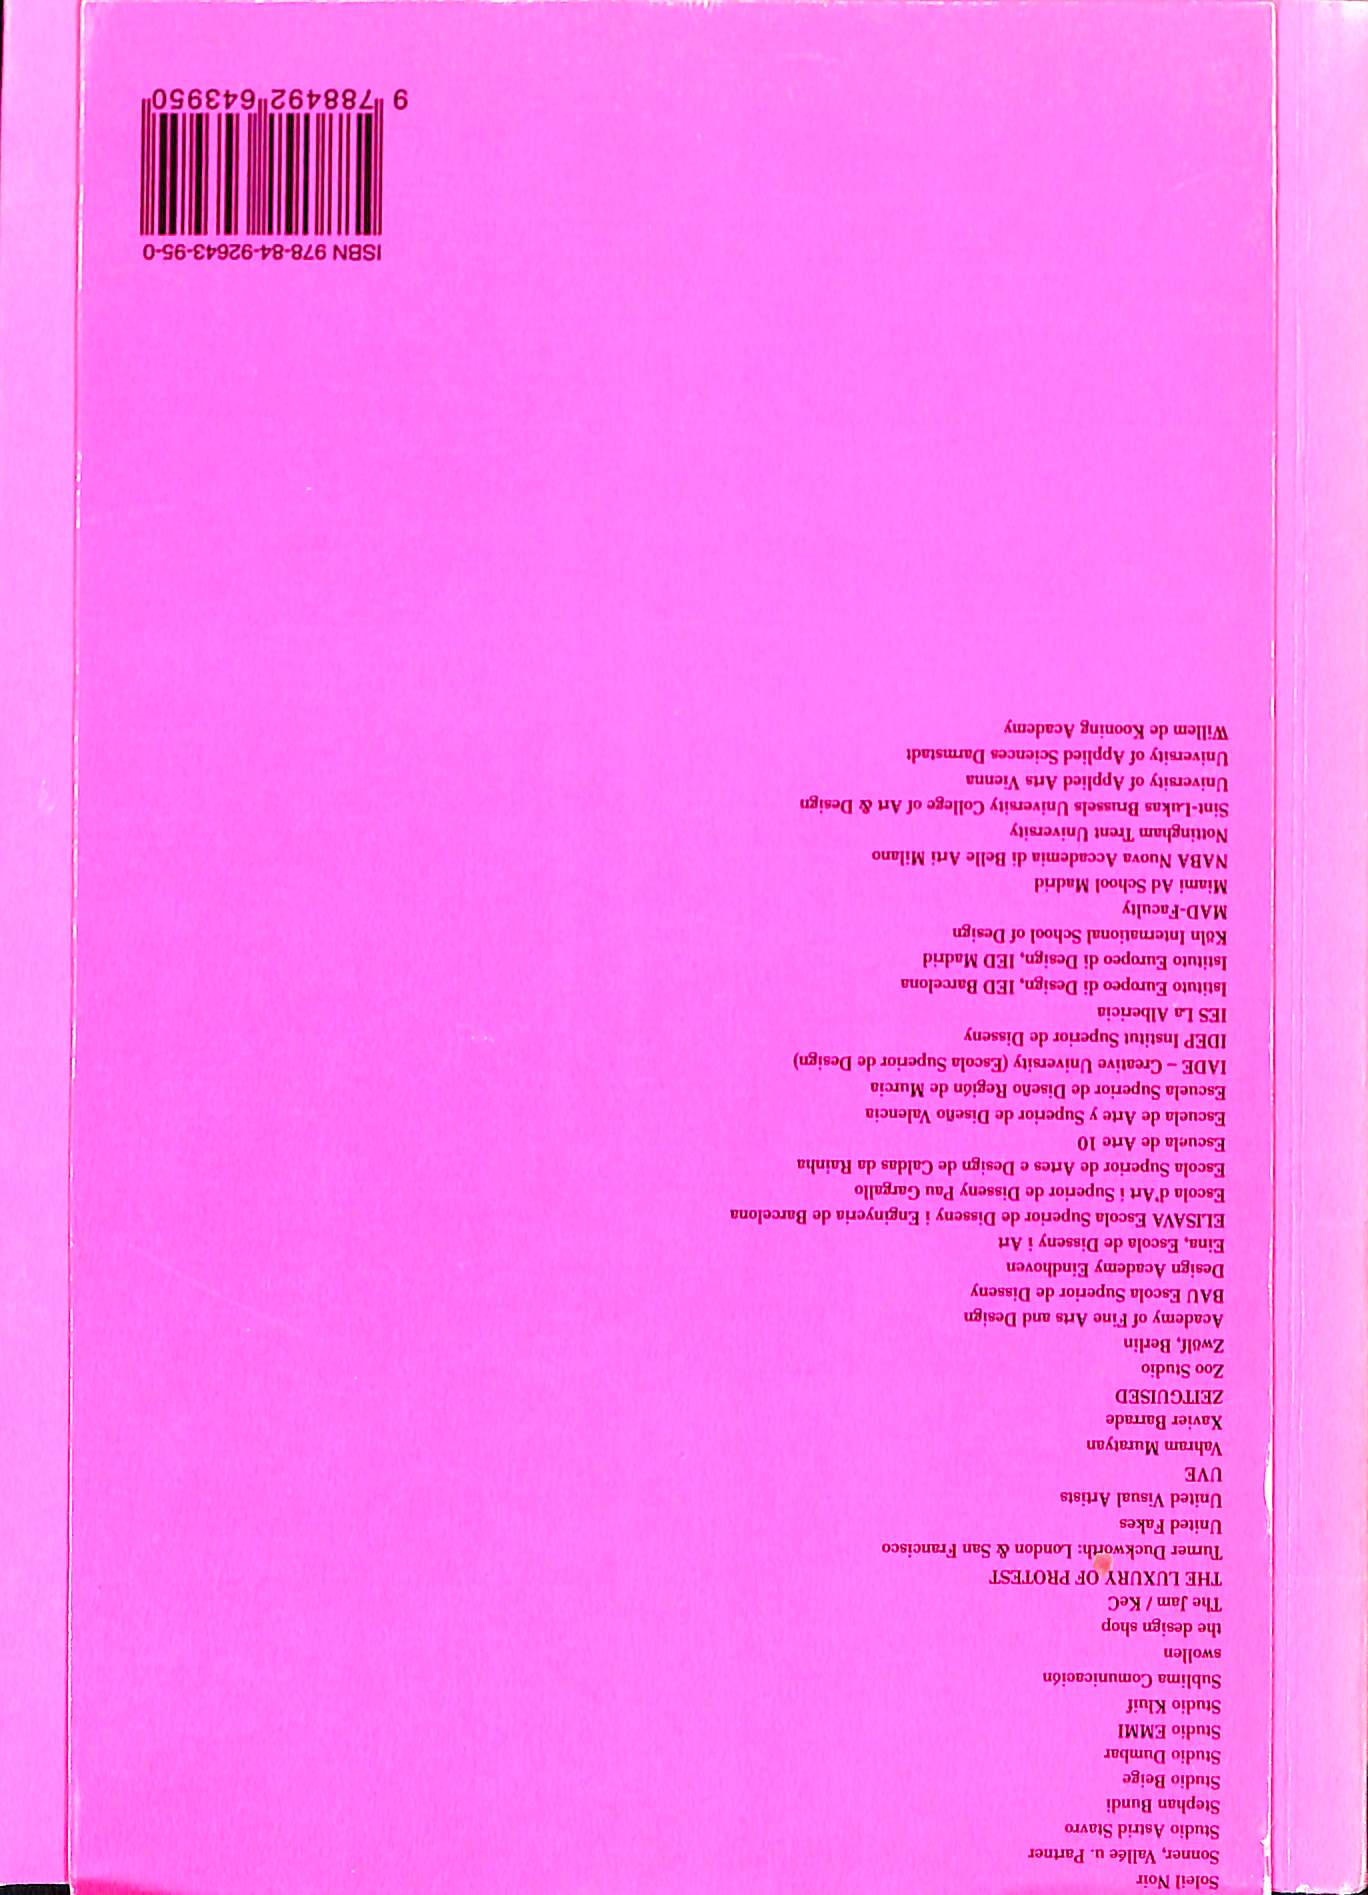 Soleil Noir
Sonner, Vallée u. Partner
Studio Astrid Stavro
Stephan Bundi
Studio Beige
Studio Dumbar
Studio EMMI
Studio Kluif
Sublima Comunicación
swollen
the design shop
The Jam / KeC
THE LUXURY OF PROTEST
Turner Duckworth: London & San Francisco
United Fakes
United Visual Artists
UVE
Vahram Muratyan
Xavier Barrade
ZEITGUISED
Zoo Studio
Zwölf, Berlin
Academy of Fine Arts and Design
BAU Escola Superior de Disseny
Design Academy Eindhoven
Eina, Escola de Disseny i Art
ELISAVA Escola Superior de Disseny i Enginyeria de Barcelona
Escola d'Art i Superior de Disseny Pau Gargallo
Escola Superior de Artes e Design de Caldas da Rainha
Escuela de Arte 10
Escuela de Arte y Superior de Diseño Valencia
Escuela Superior de Diseño Región de Murcia
IADE – Creative University (Escola Superior de Design)
IDEP Institut Superior de Disseny
IES La Albericia
Istituto Europeo di Design, IED Barcelona
Istituto Europeo di Design, IED Madrid
Köln International School of Design
MAD-Faculty
Miami Ad School Madrid
NABA Nuova Accademia di Belle Arti Milano
Nottingham Trent University
Sint-Lukas Brussels University College of Art & Design
University of Applied Arts Vienna
University of Applied Sciences Darmstadt
Willem de Kooning Academy
ISBN 978-84-92643-95-0
9 788492 643950